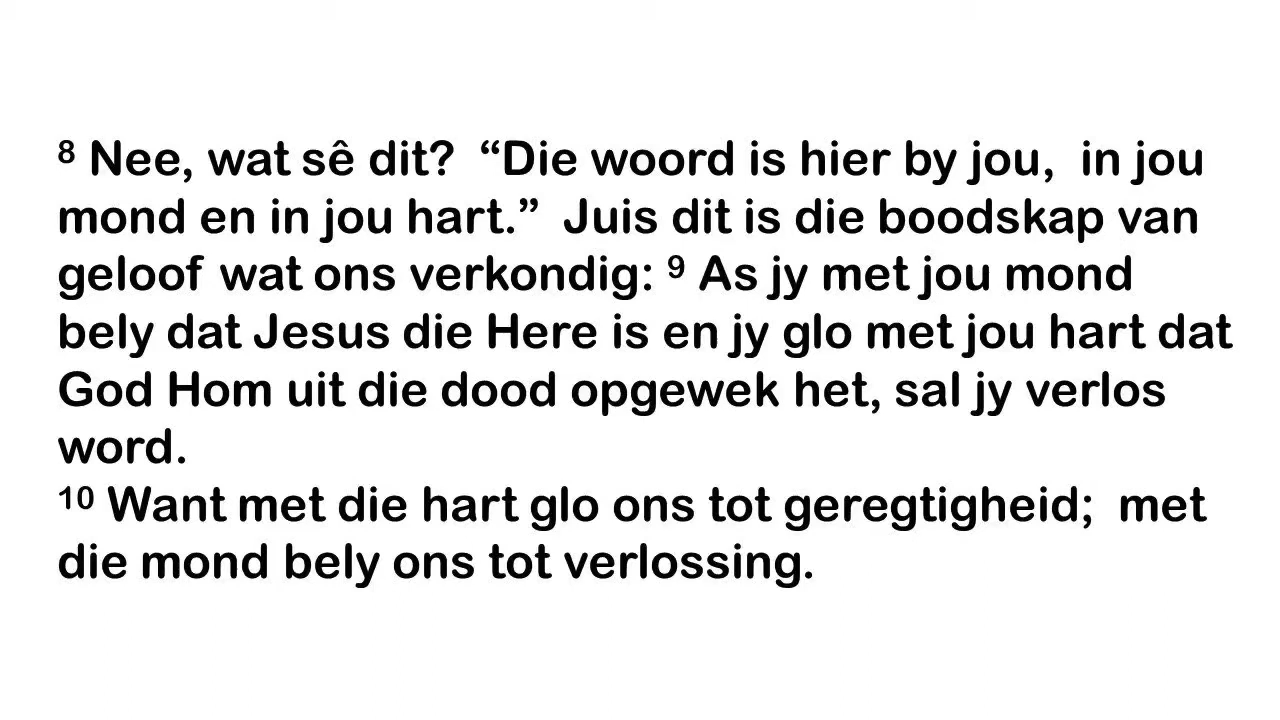 ⁸ Nee, wat sê dit?  “Die woord is hier by jou,  in jou
mond en in jou hart.”  Juis dit is die boodskap van
geloof wat ons verkondig: ⁹ As jy met jou mond
bely dat Jesus die Here is en jy glo met jou hart dat
God Hom uit die dood opgewek het, sal jy verlos
word.
¹⁰ Want met die hart glo ons tot geregtigheid;  met
die mond bely ons tot verlossing.